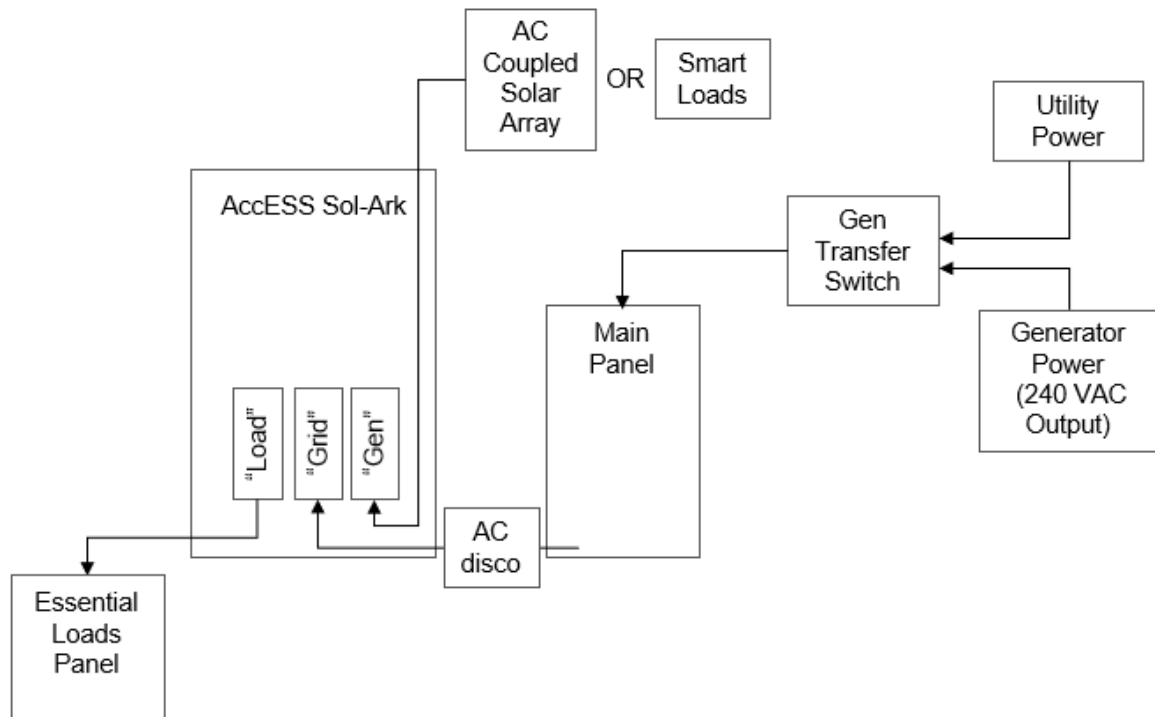 AC
Coupled
Solar
Array
OR
Smart
Loads
Utility
Power
AccESS Sol-Ark
Gen
Transfer
Switch
Main
Panel
Generator
Power
(240 VAC
Output)
“Load”
“Grid”
“Gen”
AC
disco
Essential
Loads
Panel